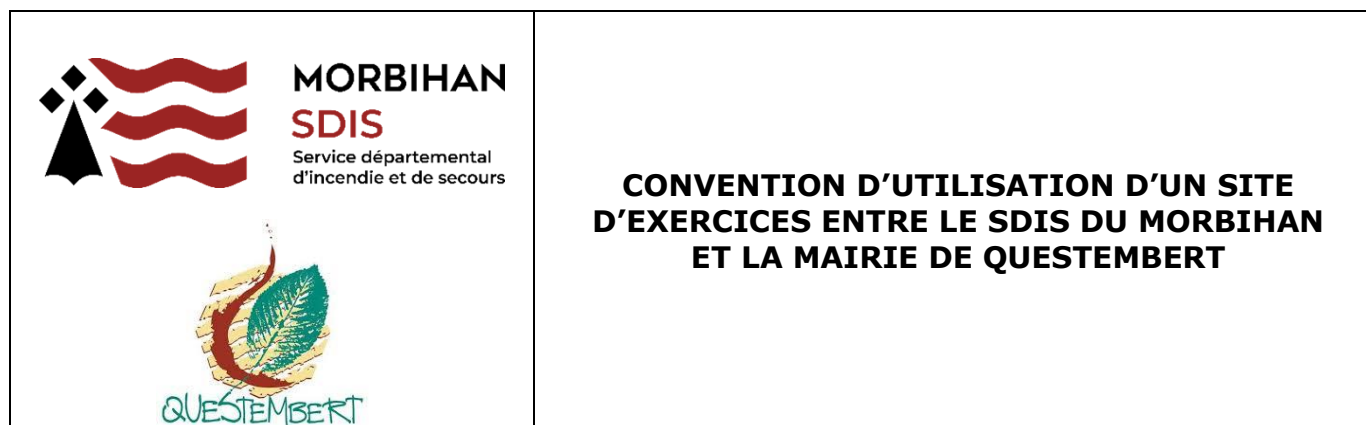 MORBIHAN
SDIS
Service départemental
d'incendie et de secours
QUESTEMBERT
CONVENTION D'UTILISATION D'UN SITE
D'EXERCICES ENTRE LE SDIS DU MORBIHAN
ET LA MAIRIE DE QUESTEMBERT